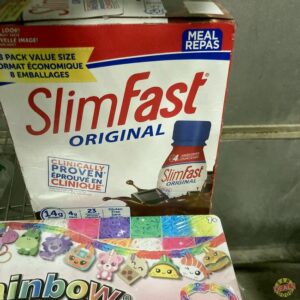 LOOK!
MEAL
REPAS
8 PACK VALUE SIZE
FORMAT ÉCONOMIQUE
8 EMBALLAGES
SlimFast
ORIGINAL
CLINICALLY
PROVEN
ÉPROUVÉ EN
CLINIQUE
SlimFast
ORIGINAL
14g
4g
23
ainbow